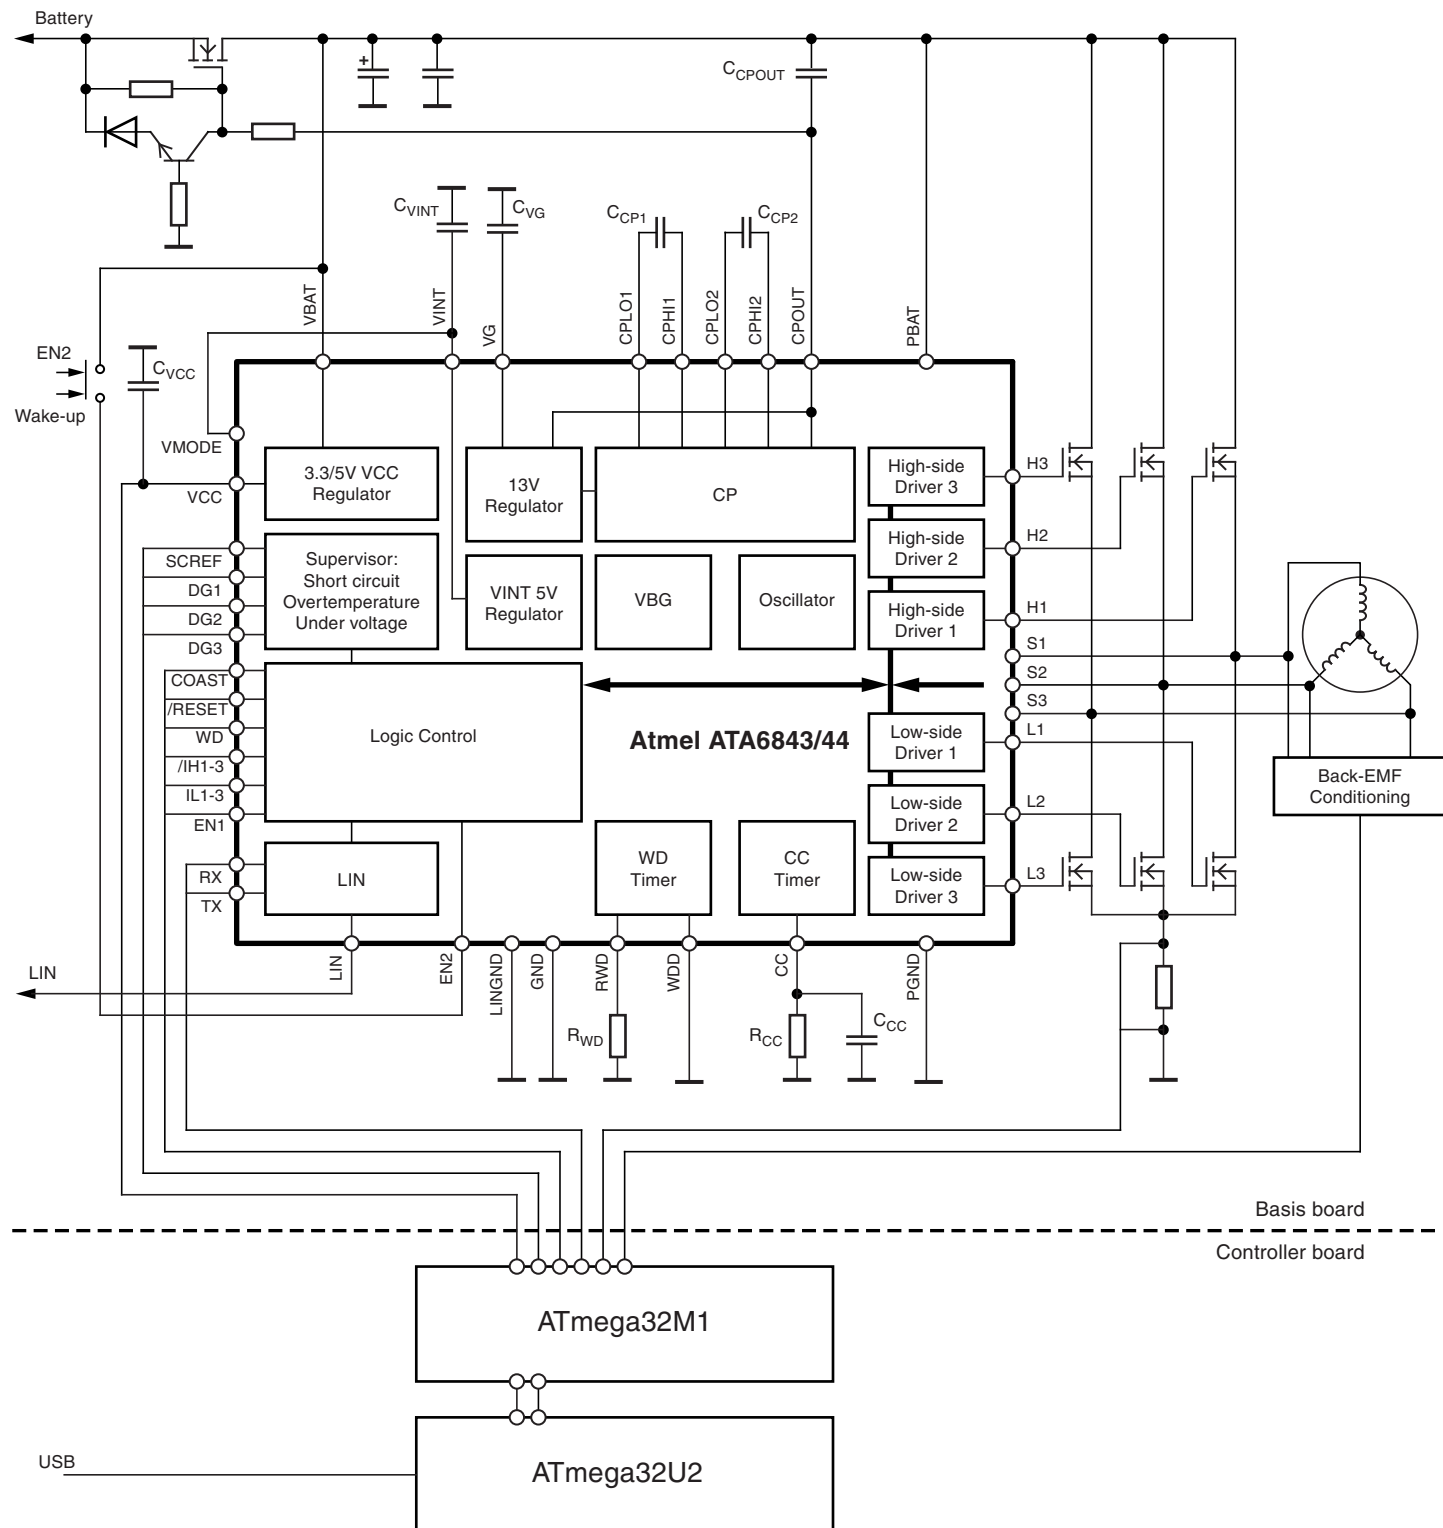 Battery
+
CCPOUT
CVINT
CVG
CCP1
CCP2
VBAT
VINT
VG
CPLO1
CPHI1
CPLO2
CPHI2
CPOUT
PBAT
EN2
Wake-up
CVCC
VMODE
VCC
SCREF
DG1
DG2
DG3
COAST
/RESET
WD
/IH1-3
IL1-3
EN1
RX
TX
3.3/5V VCC
Regulator
13V
Regulator
CP
High-side
Driver 3
Supervisor:
Short circuit
Overtemperature
Under voltage
VINT 5V
Regulator
VBG
Oscillator
High-side
Driver 2
High-side
Driver 1
Logic Control
Atmel ATA6843/44
Low-side
Driver 1
Low-side
Driver 2
Low-side
Driver 3
LIN
WD
Timer
CC
Timer
H3
H2
H1
S1
S2
S3
L1
L2
L3
Back-EMF
Conditioning
LIN
LIN
EN2
LINGND
GND
RWD
WDD
CC
PGND
RWD
RCC
CCC
Basis board
Controller board
ATmega32M1
USB
ATmega32U2